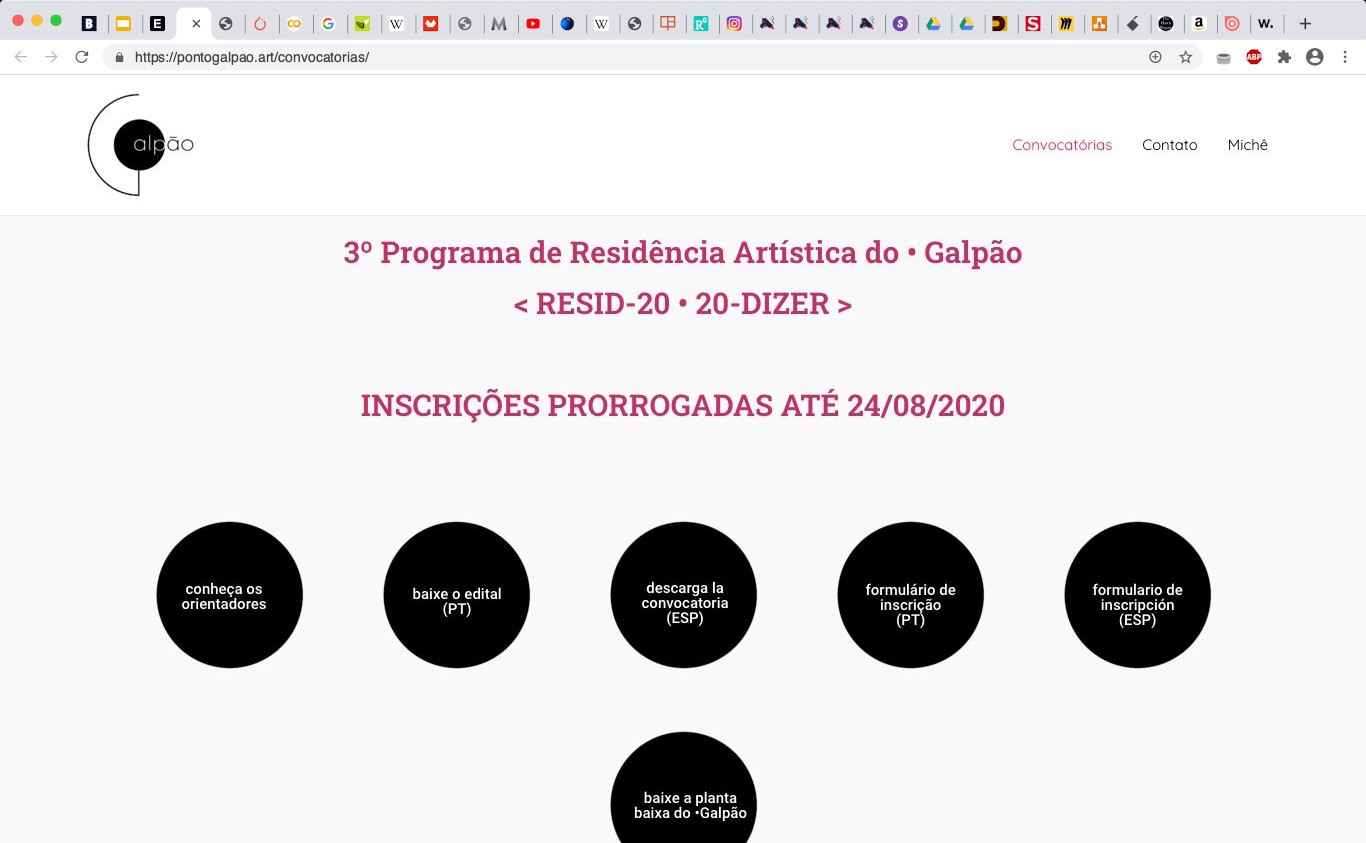 https://pontogalpao.art/convocatorias/
ABP
alpão
Convocatórias
Contato
Michê
3º Programa de Residência Artística do • Galpão
< RESID-20 • 20-DIZER >
INSCRIÇÕES PRORROGADAS ATÉ 24/08/2020
conheça os
orientadores
baixe o edital
(PT)
descarga la
convocatoria
(ESP)
formulário de
inscrição
(PT)
formulario de
inscripción
(ESP)
baixe a planta
baixa do •Galpão